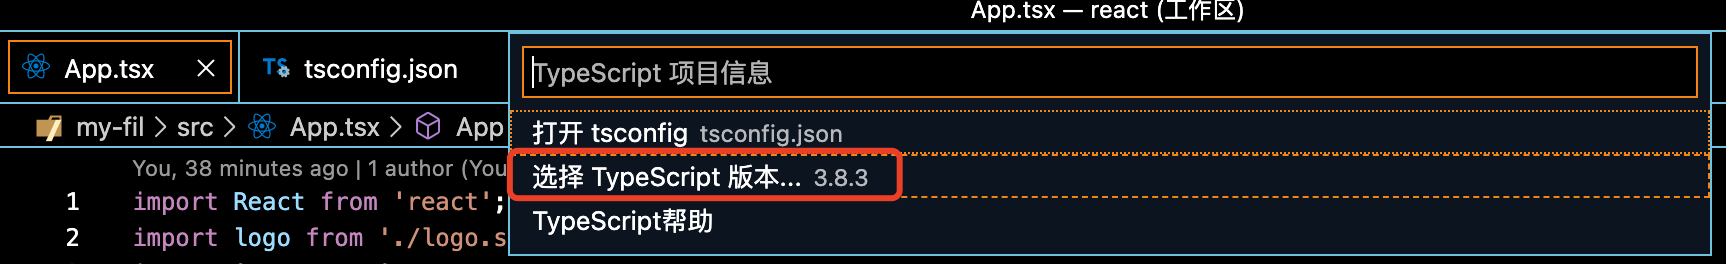 App.tsx — react (工作区)
App.tsx
TS tsconfig.json
TypeScript 项目信息
my-fil > src > App.tsx > App
打开 tsconfig tsconfig.json
选择 TypeScript 版本... 3.8.3
TypeScript帮助
You, 38 minutes ago | 1 author (You
1 import React from 'react';
2 import logo from './logo.s